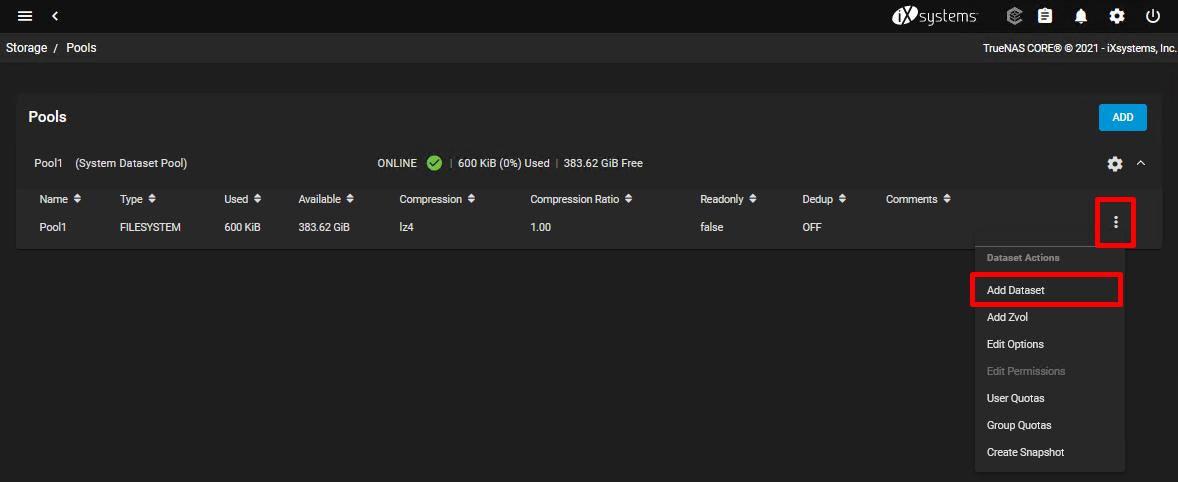 iXsystems
Storage / Pools
TrueNAS CORE® © 2021 - iXsystems, Inc.
Pools
ADD
Pool1 (System Dataset Pool) ONLINE | 600 KiB (0%) Used | 383.62 GiB Free
Name Type Used Available Compression Compression Ratio Readonly Dedup Comments
Pool1 FILESYSTEM 600 KiB 383.62 GiB lz4 1.00 false OFF
Dataset Actions
Add Dataset
Add Zvol
Edit Options
Edit Permissions
User Quotas
Group Quotas
Create Snapshot